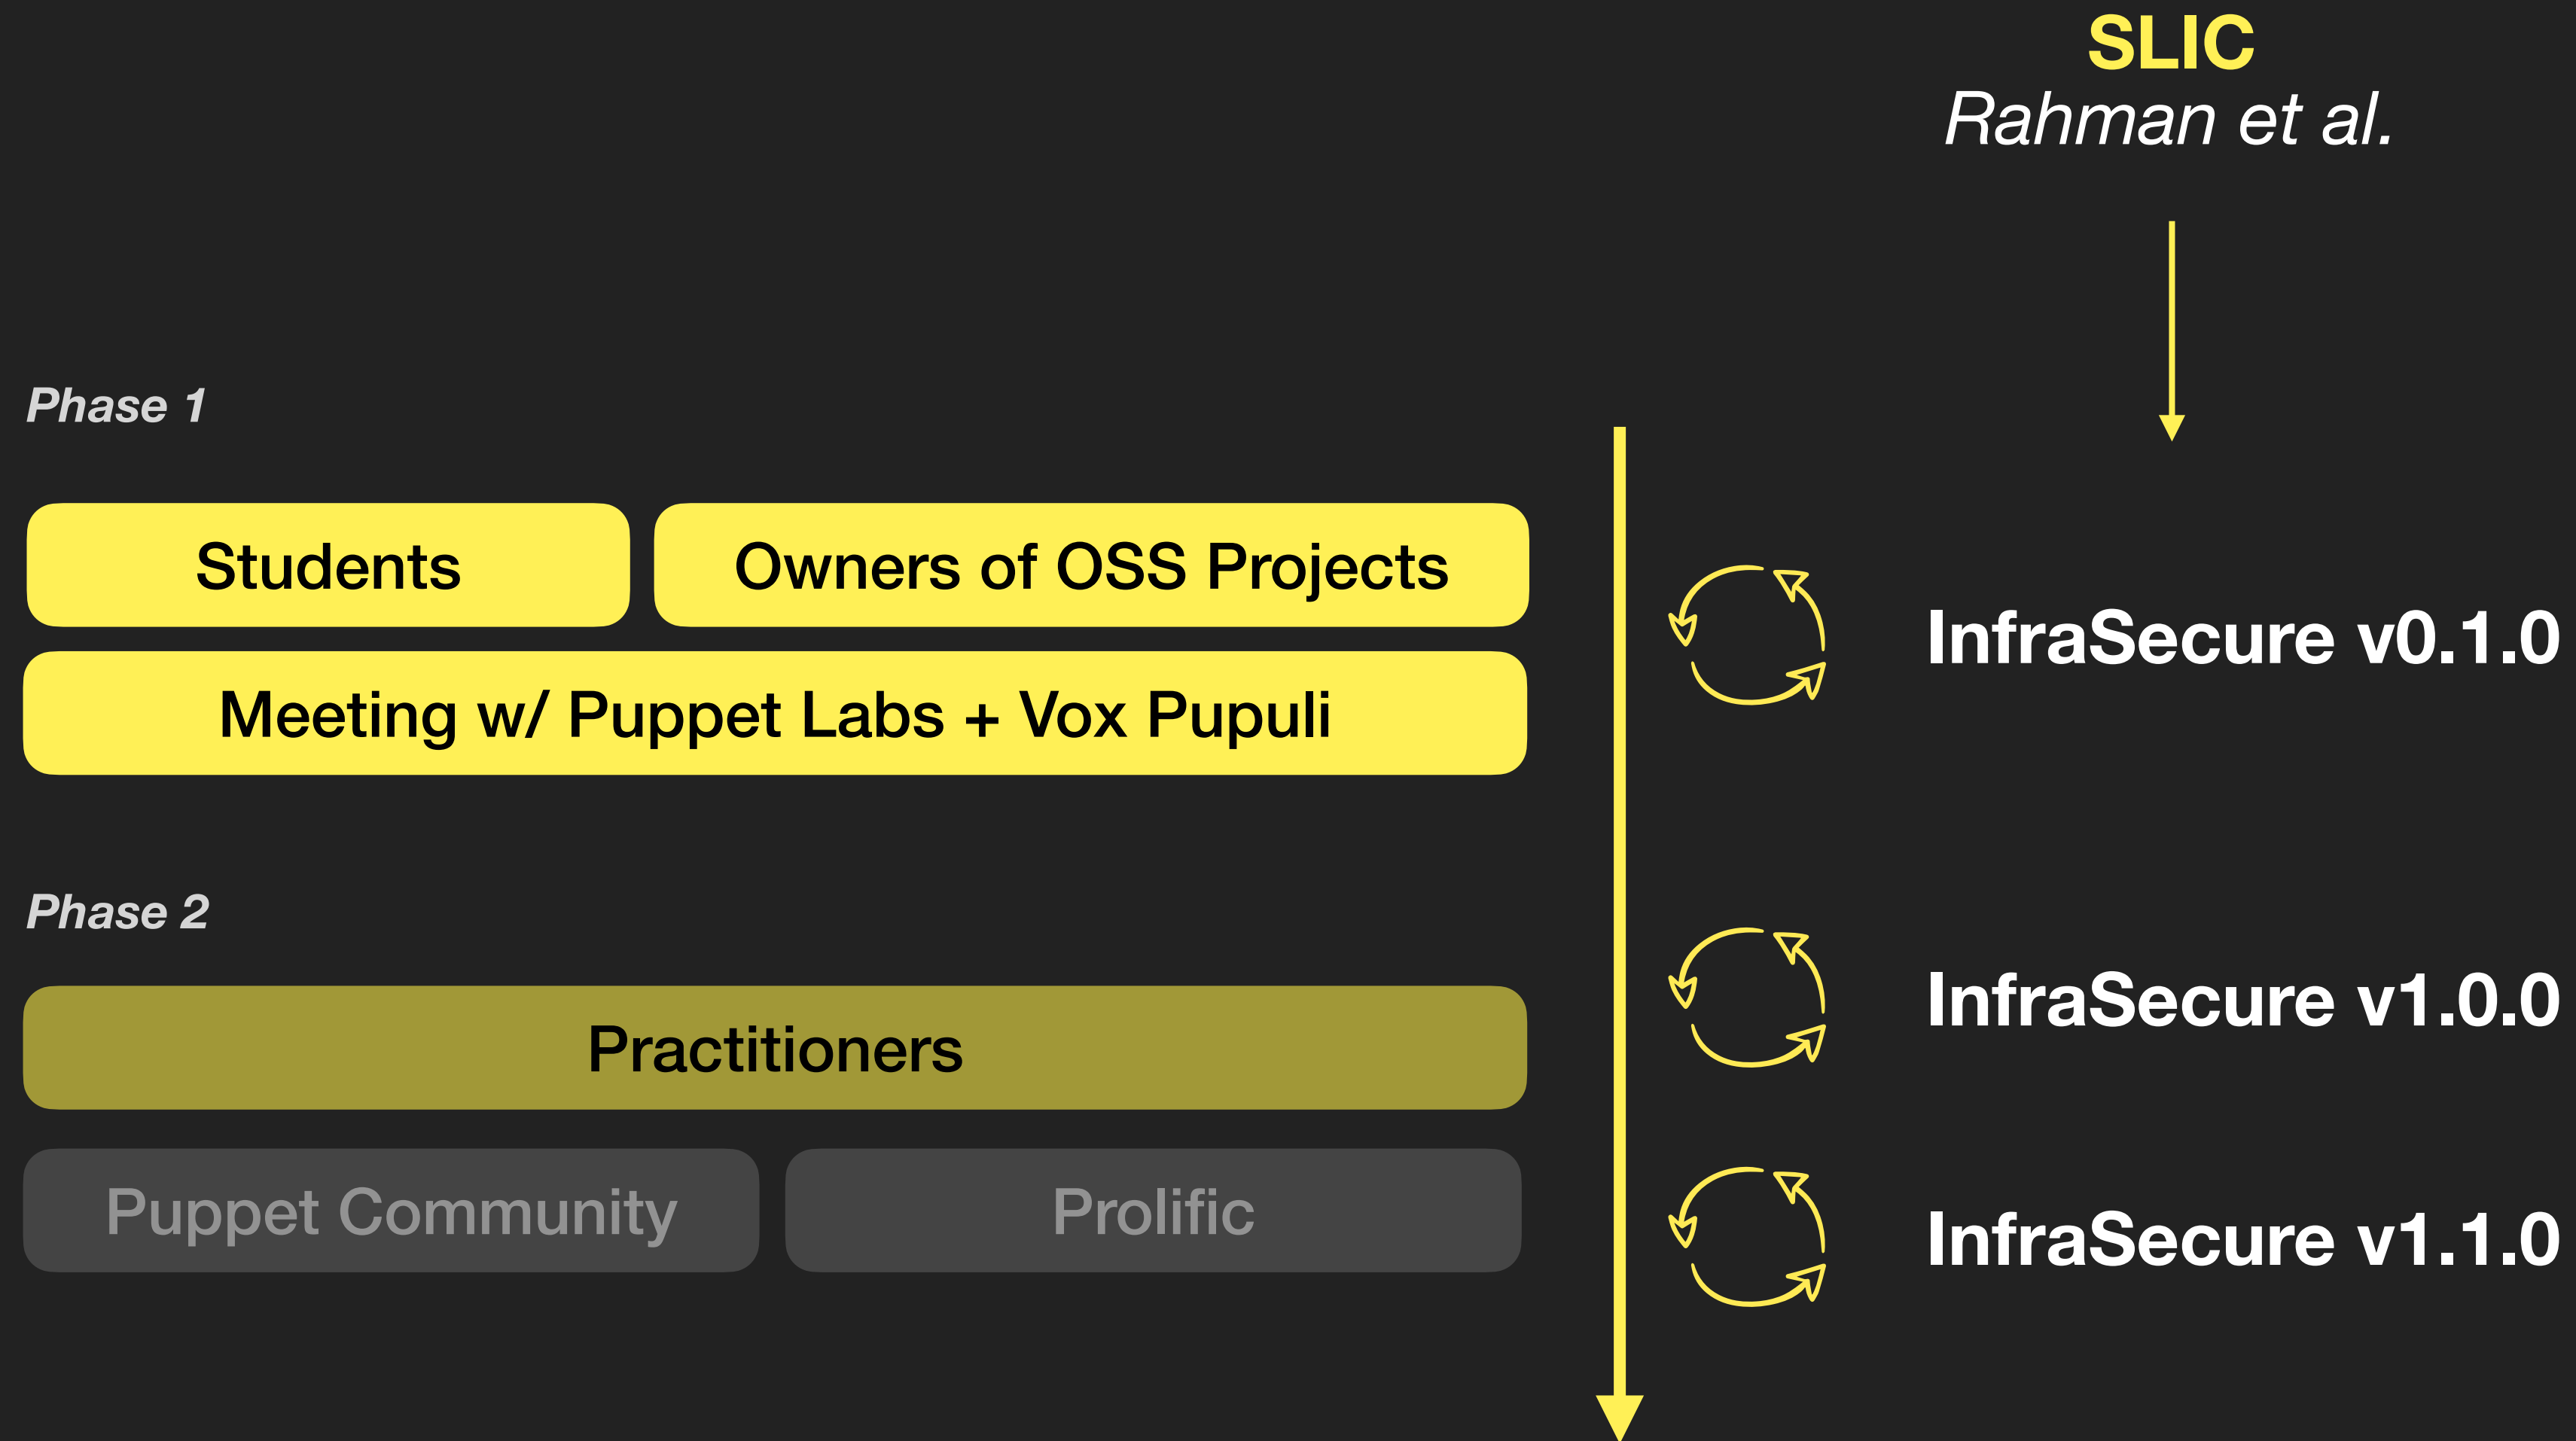 SLIC
Rahman et al.
Phase 1
Students
Owners of OSS Projects
InfraSecure v0.1.0
Meeting w/ Puppet Labs + Vox Pupuli
Phase 2
Practitioners
InfraSecure v1.0.0
Puppet Community
Prolific
InfraSecure v1.1.0